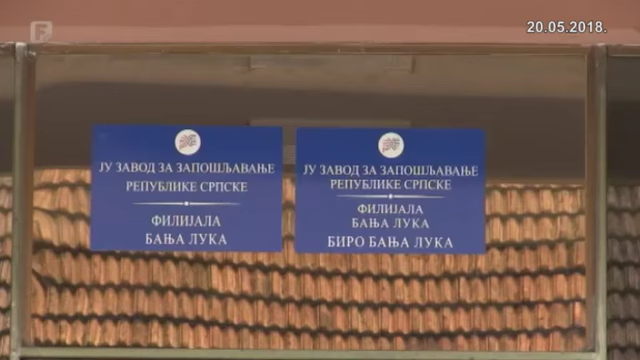 20.05.2018.
ЈУ ЗАВОД ЗА ЗАПОШЉАВАЊЕ
РЕПУБЛИКЕ СРПСКЕ
ФИЛИЈАЛА
БАЊА ЛУКА
ЈУ ЗАВОД ЗА ЗАПОШЉАВАЊЕ
РЕПУБЛИКЕ СРПСКЕ
ФИЛИЈАЛА
БАЊА ЛУКА
БИРО БАЊА ЛУКА